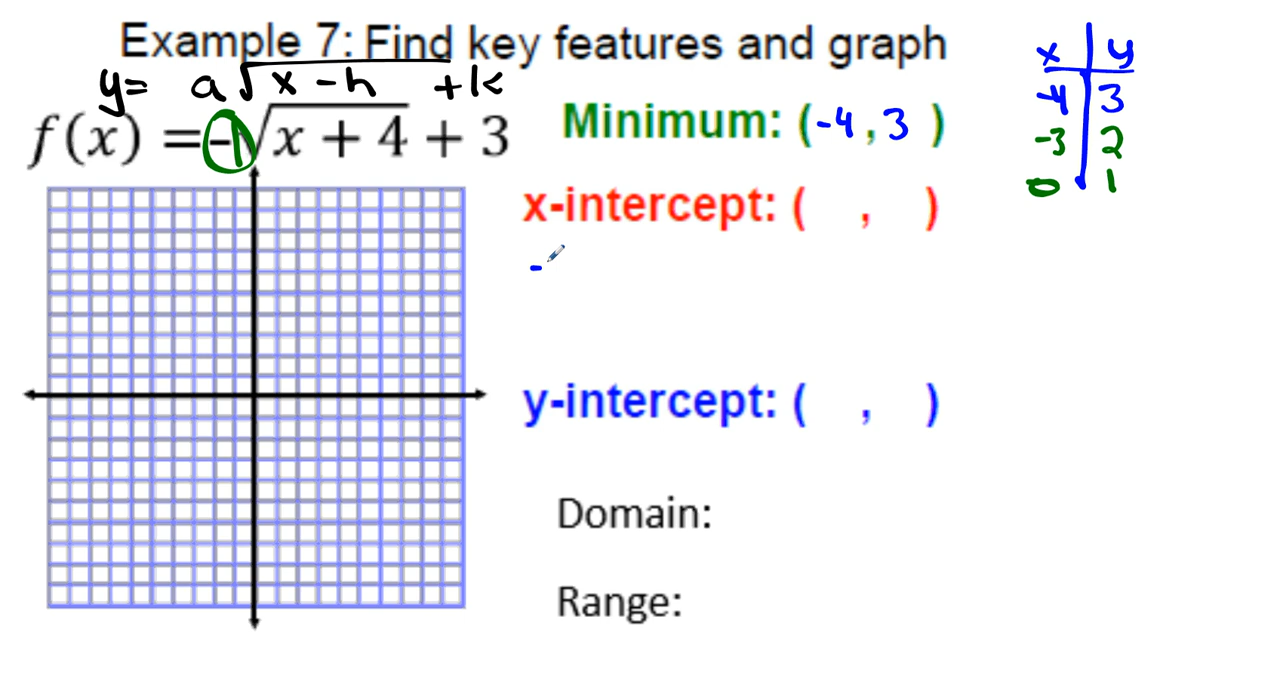 Example 7: Find key features and graph
y= a√x-h +k
f(x) = -1√x + 4 + 3
Minimum: (-4, 3 )
x-intercept: ( , )
-
y-intercept: ( , )
Domain:
Range:
x y
-4 3
-3 2
0 1